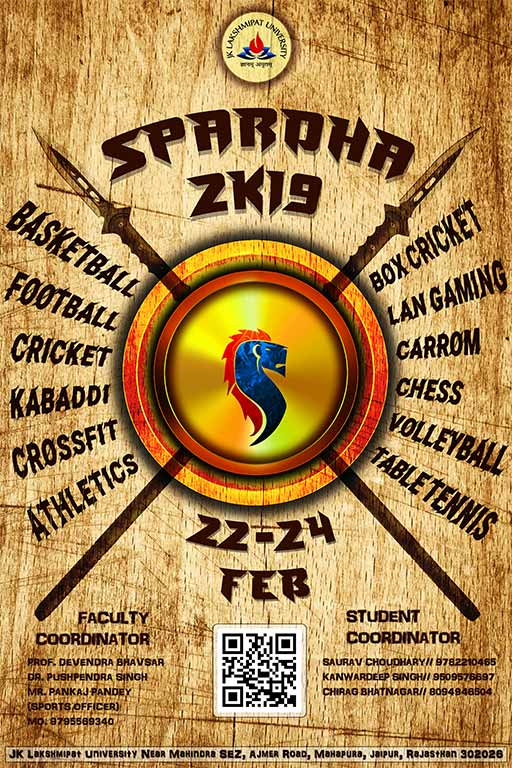 JK LAKSHMIPAT UNIVERSITY
SPARDHA
2K19
BASKETBALL
FOOTBALL
CRICKET
KABADDI
CROSSFIT
ATHLETICS
BOX CRICKET
LAN GAMING
CARROM
CHESS
VOLLEYBALL
TABLE TENNIS
22-24
FEB
FACULTY
COORDINATOR
PROF. DEVENDRA BHAVSAR
DR. PUSHPENDRA SINGH
MR. PANKAJ PANDEY
(SPORTS OFFICER)
MO: 9795569340
STUDENT
COORDINATOR
SAURAV CHOUDHARY// 9782210465
KANWARDEEP SINGH// 9509576697
CHIRAG BHATNAGAR// 8094946504
JK Lakshmipat University Near Mahindra SEZ, Ajmer Road, Mahapura, Jaipur, Rajasthan 302026